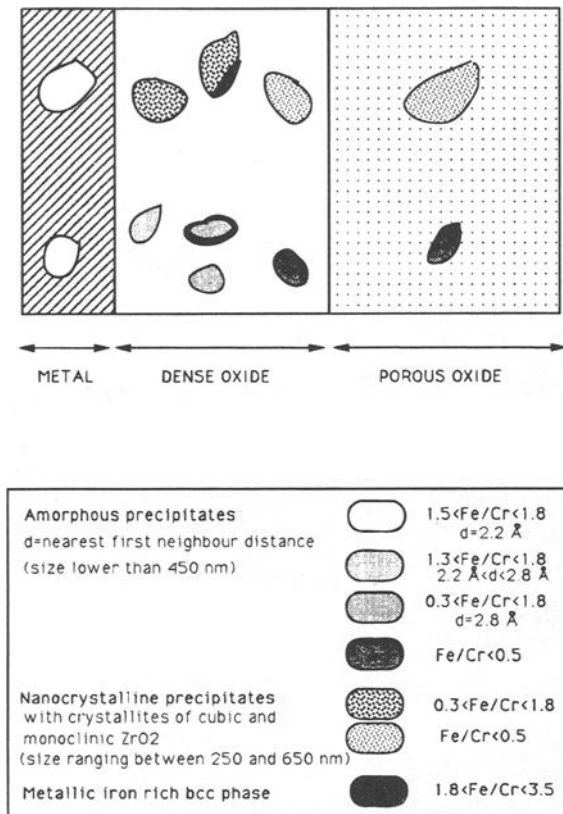 METAL DENSE OXIDE POROUS OXIDE
Amorphous precipitates
d=nearest first neighbour distance
(size lower than 450 nm)
1.5<Fe/Cr<1.8
d=2.2 Å
1.3<Fe/Cr<1.8
2.2 Å<d<2.8 Å
0.3<Fe/Cr<1.8
d=2.8 Å
Fe/Cr<0.5
Nanocrystalline precipitates
with crystallites of cubic and
monoclinic ZrO2
(size ranging between 250 and 650 nm)
0.3<Fe/Cr<1.8
Fe/Cr<0.5
Metallic iron rich bcc phase
1.8<Fe/Cr<3.5